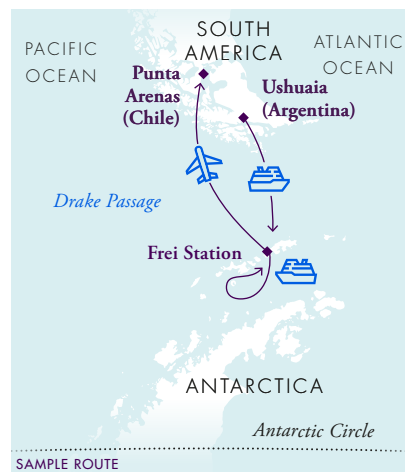 SOUTH
AMERICA
PACIFIC
OCEAN
ATLANTIC
OCEAN
Punta
Arenas
(Chile)
Ushuaia
(Argentina)
Drake Passage
Frei Station
ANTARCTICA
Antarctic Circle
SAMPLE ROUTE